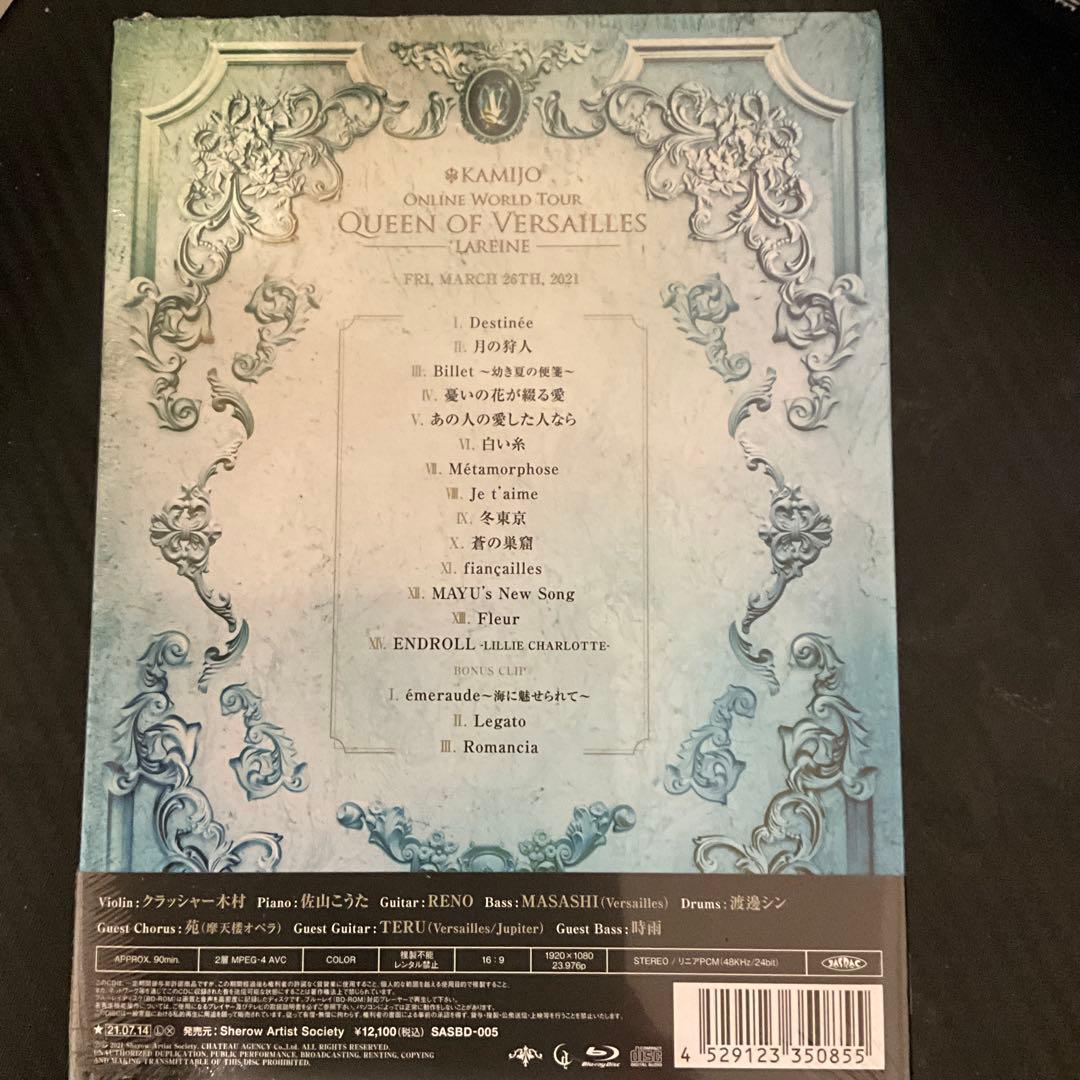 KAMIJO
ONLINE WORLD TOUR
QUEEN OF VERSAILLES
LAREINE
FRI, MARCH 26TH, 2021
I. Destinée
II. 月の狩人
III. Billet ～幼き夏の便箋～
IV. 憂いの花が綴る愛
V. あの人の愛した人なら
VI. 白い糸
VII. Métamorphose
VIII. Je t'aime
IX. 冬東京
X. 蒼の巣窟
XI. fiançailles
XII. MAYU's New Song
XIII. Fleur
XIV. ENDROLL -LILLIE CHARLOTTE-
BONUS CLIP
I. émeraude～海に魅せられて～
II. Legato
III. Romancia
Violin : クラッシャー木村 Piano : 佐山こうた Guitar : RENO Bass : MASASHI (Versailles) Drums : 渡邊シン
Guest Chorus : 苑 (摩天楼オペラ) Guest Guitar : TERU (Versailles/Jupiter) Guest Bass : 時雨
APPROX. 90min. 2層 MPEG-4 AVC COLOR 複製不能 レンタル禁止 16:9 1920×1080 23.976p STEREO / リニアPCM (48KHz/24bit) JASRAC
★21.07.14 発売元 : Sherow Artist Society ¥12,100(税込) SASBD-005
2021 Sherow Artist Society. CHATEAU AGENCY Co.Ltd. ALL RIGHTS RESERVED.
UNAUTHORIZED DUPLICATION, PUBLIC PERFORMANCE, BROADCASTING, RENTING, COPYING
AND MAKING TRANSMITTABLE OF THIS DISC PROHIBITED.
Blu-ray Disc COMPACT disc DIGITAL AUDIO
4 529123 350855